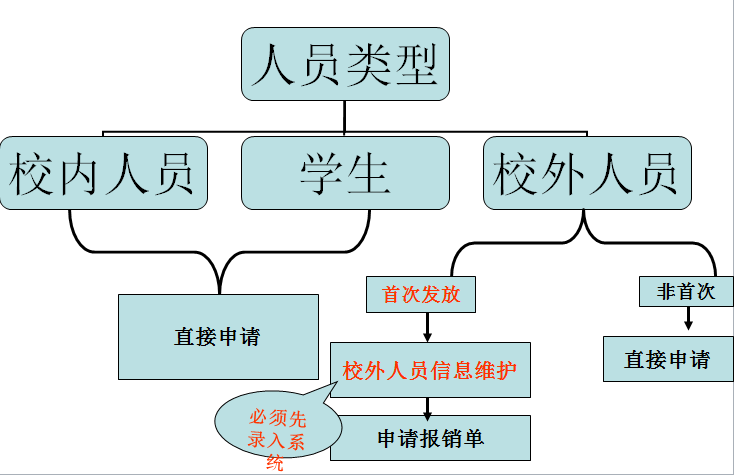 人员类型
校内人员
学生
校外人员
首次发放
非首次
直接申请
校外人员信息维护
直接申请
必须先
录入系
统
申请报销单